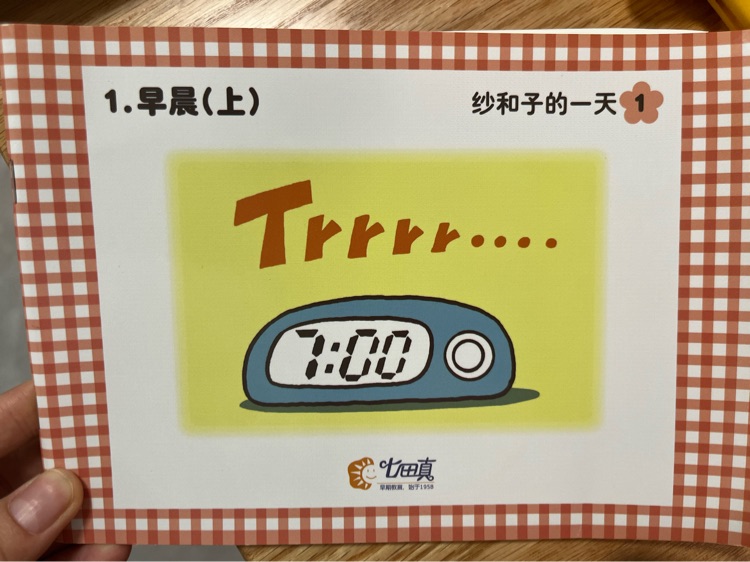 1.早晨(上)
纱和子的一天 1
Trrrr....
7:00
七田真
早期教育，始于1958